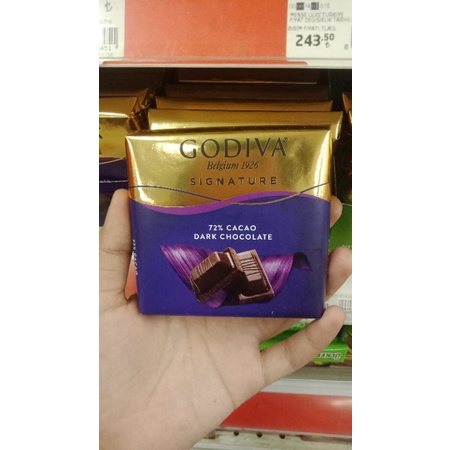 243.50
GODIVA
Belgium 1926
SIGNATURE
72% CACAO
DARK CHOCOLATE